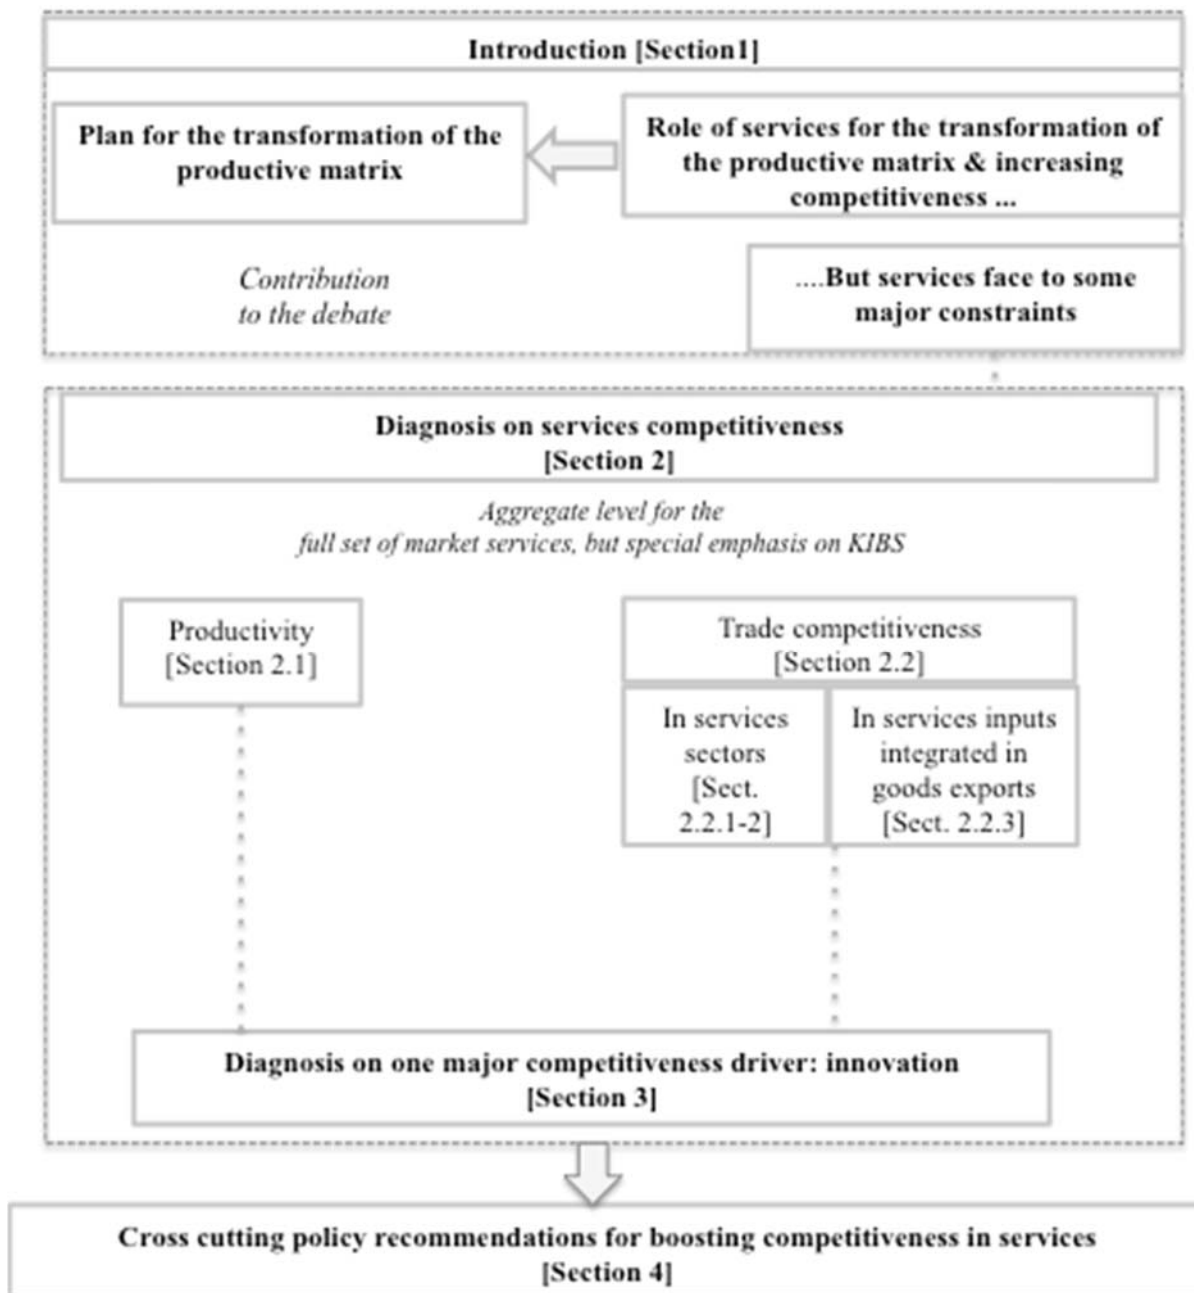 Introduction [Section1]
Plan for the transformation of the
productive matrix
Role of services for the transformation of
the productive matrix & increasing
competitiveness ...
Contribution
to the debate
....But services face to some
major constraints
Diagnosis on services competitiveness
[Section 2]
Aggregate level for the
full set of market services, but special emphasis on KIBS
Productivity
[Section 2.1]
Trade competitiveness
[Section 2.2]
In services
sectors
[Sect.
2.2.1-2]
In services inputs
integrated in
goods exports
[Sect. 2.2.3]
Diagnosis on one major competitiveness driver: innovation
[Section 3]
Cross cutting policy recommendations for boosting competitiveness in services
[Section 4]